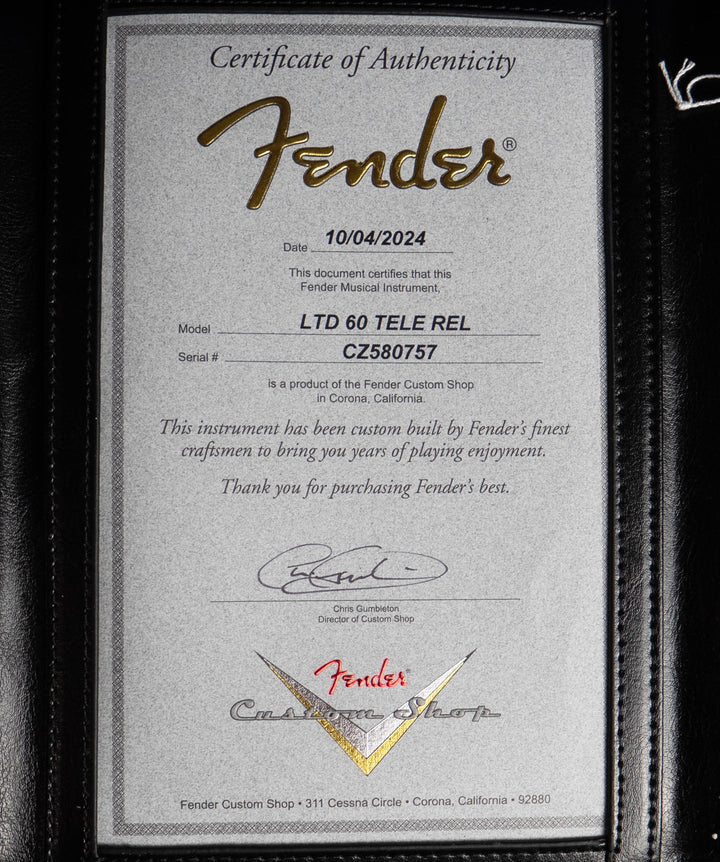 Certificate of Authenticity
Fender®
Date 10/04/2024
This document certifies that this
Fender Musical Instrument,
Model LTD 60 TELE REL
Serial # CZ580757
is a product of the Fender Custom Shop
in Corona, California.
This instrument has been custom built by Fender's finest
craftsmen to bring you years of playing enjoyment.
Thank you for purchasing Fender's best.
Chris Gumbleton
Director of Custom Shop
Fender®
Custom Shop
Fender Custom Shop • 311 Cessna Circle • Corona, California • 92880